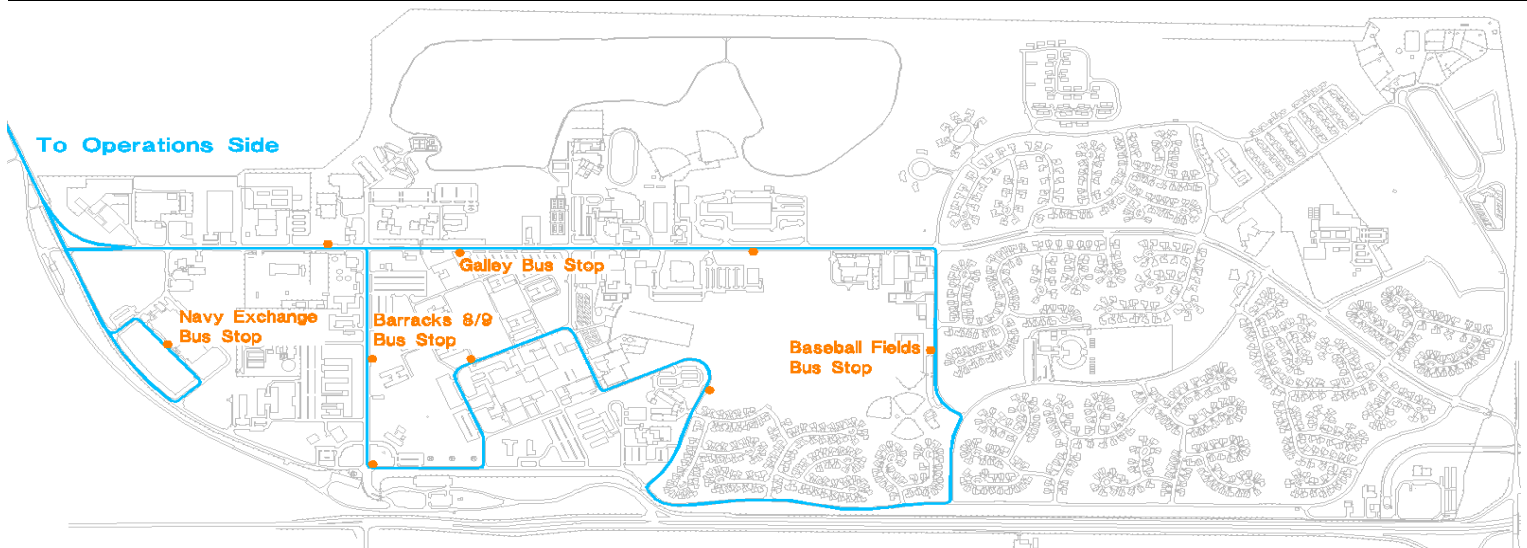 To Operations Side
Galley Bus Stop
Navy Exchange
Bus Stop
Barracks 8/9
Bus Stop
Baseball Fields
Bus Stop